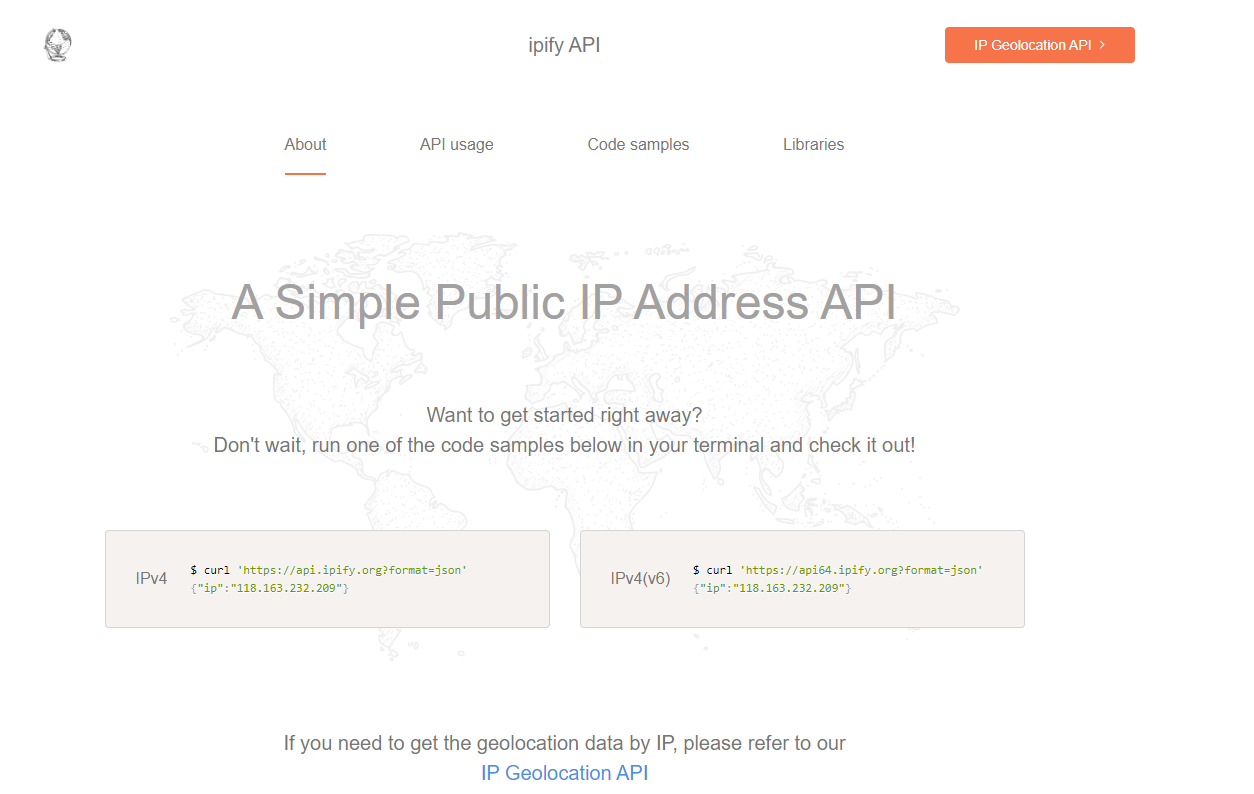 ipify API
IP Geolocation API >
About
API usage
Code samples
Libraries
A Simple Public IP Address API
Want to get started right away?
Don't wait, run one of the code samples below in your terminal and check it out!
IPv4
$ curl 'https://api.ipify.org?format=json'
{"ip":"118.163.232.209"}
IPv4(v6)
$ curl 'https://api64.ipify.org?format=json'
{"ip":"118.163.232.209"}
If you need to get the geolocation data by IP, please refer to our
IP Geolocation API